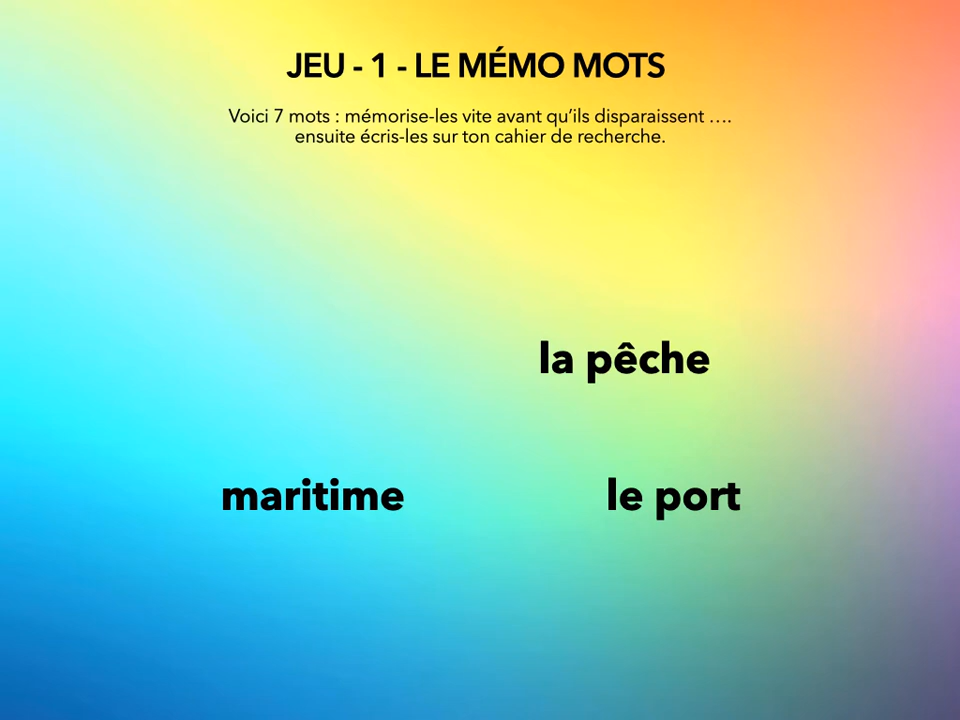 JEU - 1 - LE MÉMO MOTS
Voici 7 mots : mémorise-les vite avant qu’ils disparaissent ....
ensuite écris-les sur ton cahier de recherche.
la pêche
maritime
le port